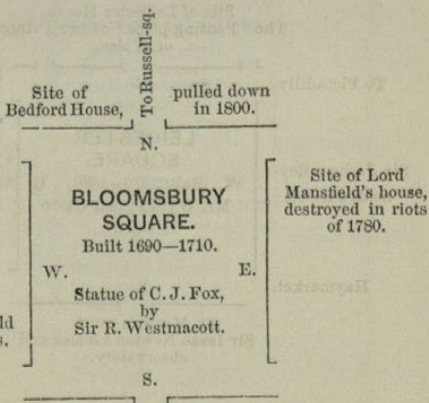 To Russell-sq.
Site of
Bedford House,
pulled down
in 1800.
N.
BLOOMSBURY
SQUARE.
Built 1690—1710.
W.
E.
Statue of C. J. Fox,
by
Sir R. Westmacott.
Site of Lord
Mansfield's house,
destroyed in riots
of 1780.
S.